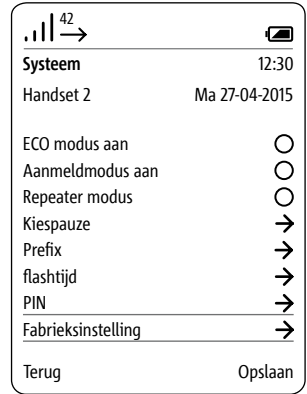 42
Systeem 12:30
Handset 2 Ma 27-04-2015
ECO modus aan
Aanmeldmodus aan
Repeater modus
Kiespauze
Prefix
flashtijd
PIN
Fabrieksinstelling
Terug Opslaan